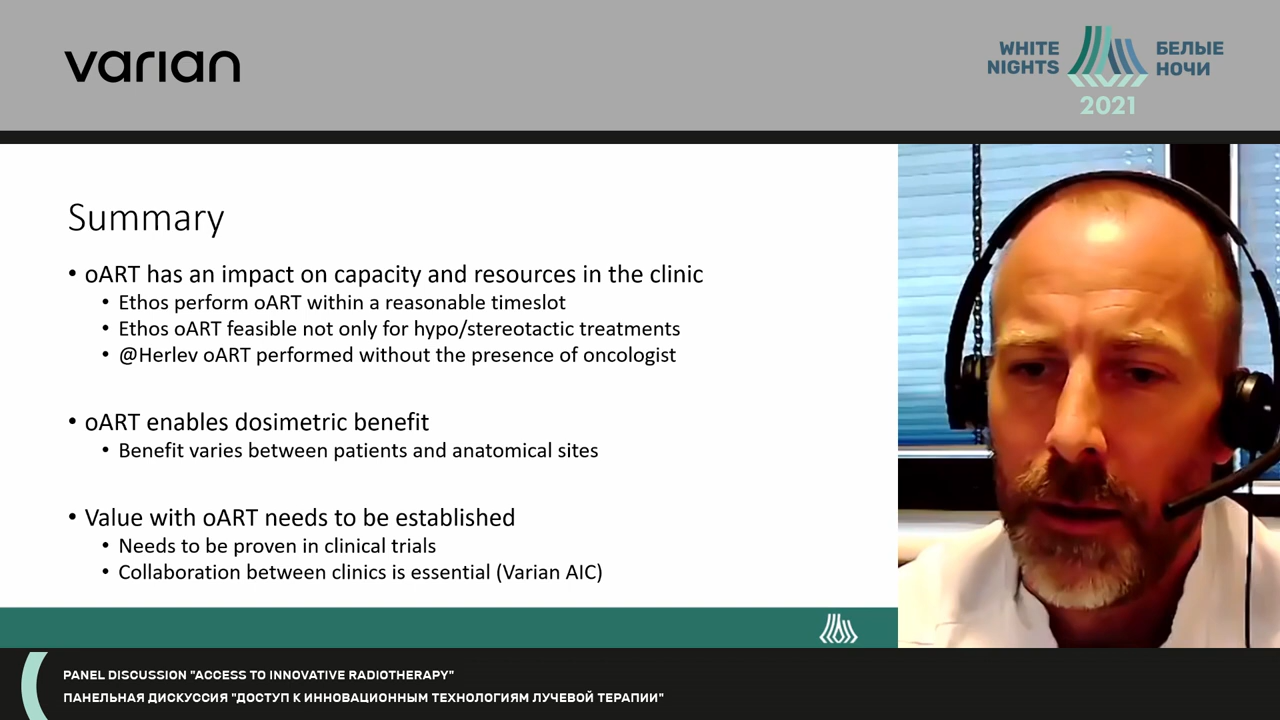 varian
WHITE
NIGHTS
БЕЛЫЕ
НОЧИ
2021
Summary
• oART has an impact on capacity and resources in the clinic
• Ethos perform oART within a reasonable timeslot
• Ethos oART feasible not only for hypo/stereotactic treatments
• @Herlev oART performed without the presence of oncologist
• oART enables dosimetric benefit
• Benefit varies between patients and anatomical sites
• Value with oART needs to be established
• Needs to be proven in clinical trials
• Collaboration between clinics is essential (Varian AIC)
PANEL DISCUSSION "ACCESS TO INNOVATIVE RADIOTHERAPY"
ПАНЕЛЬНАЯ ДИСКУССИЯ "ДОСТУП К ИННОВАЦИОННЫМ ТЕХНОЛОГИЯМ ЛУЧЕВОЙ ТЕРАПИИ"